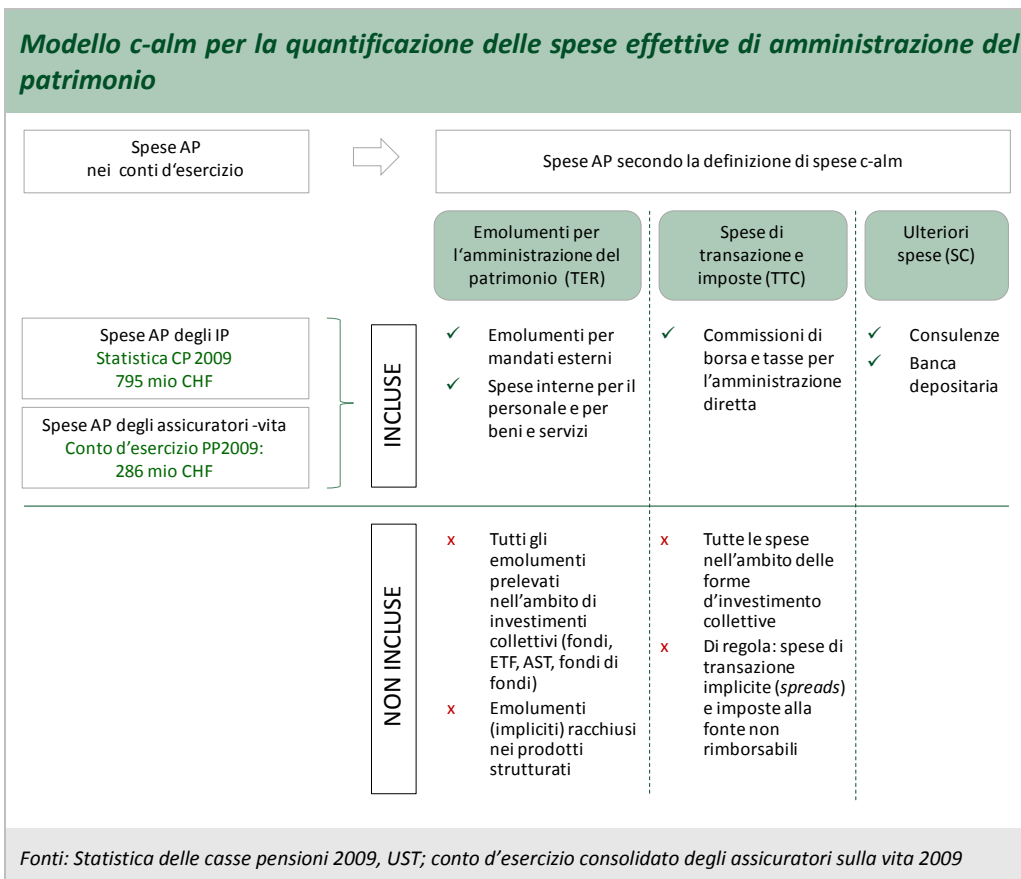 Modello c-alm per la quantificazione delle spese effettive di amministrazione del
patrimonio
Spese AP
nei conti d'esercizio
Spese AP secondo la definizione di spese c-alm
Emolumenti per
l'amministrazione del
patrimonio (TER)
Spese di
transazione e
imposte (TTC)
Ulteriori
spese (SC)
Spese AP degli IP
Statistica CP 2009
795 mio CHF
Spese AP degli assicuratori -vita
Conto d'esercizio PP2009:
286 mio CHF
INCLUSE
✓ Emolumenti per
mandati esterni
✓ Spese interne per il
personale e per
beni e servizi
✓ Commissioni di
borsa e tasse per
l'amministrazione
diretta
✓ Consulenze
✓ Banca
depositaria
NON INCLUSE
x Tutti gli
emolumenti
prelevati
nell'ambito di
investimenti
collettivi (fondi,
ETF, AST, fondi di
fondi)
x Emolumenti
(impliciti) racchiusi
nei prodotti
strutturati
x Tutte le spese
nell'ambito delle
forme
d'investimento
collettive
x Di regola: spese di
transazione
implicite (spreads)
e imposte alla
fonte non
rimborsabili
Fonti: Statistica delle casse pensioni 2009, UST; conto d'esercizio consolidato degli assicuratori sulla vita 2009